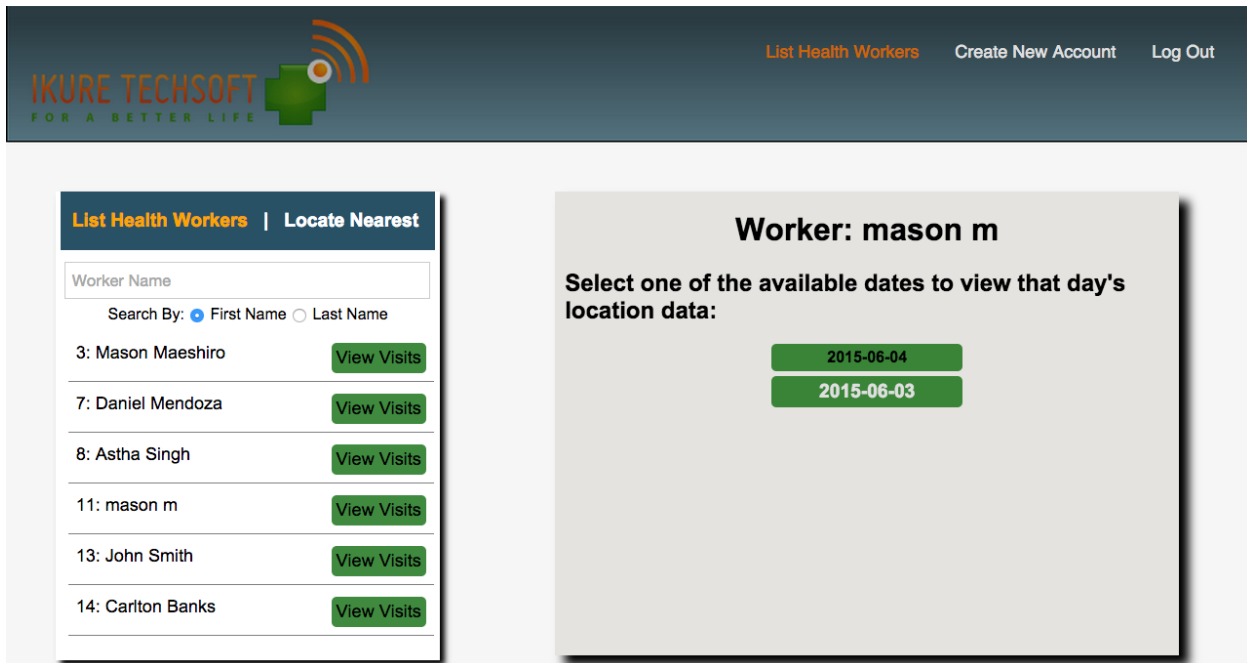 IKURE TECHSOFT
FOR A BETTER LIFE
List Health Workers Create New Account Log Out
List Health Workers | Locate Nearest
Worker Name
Search By: First Name Last Name
3: Mason Maeshiro View Visits
7: Daniel Mendoza View Visits
8: Astha Singh View Visits
11: mason m View Visits
13: John Smith View Visits
14: Carlton Banks View Visits
Worker: mason m
Select one of the available dates to view that day's
location data:
2015-06-04
2015-06-03